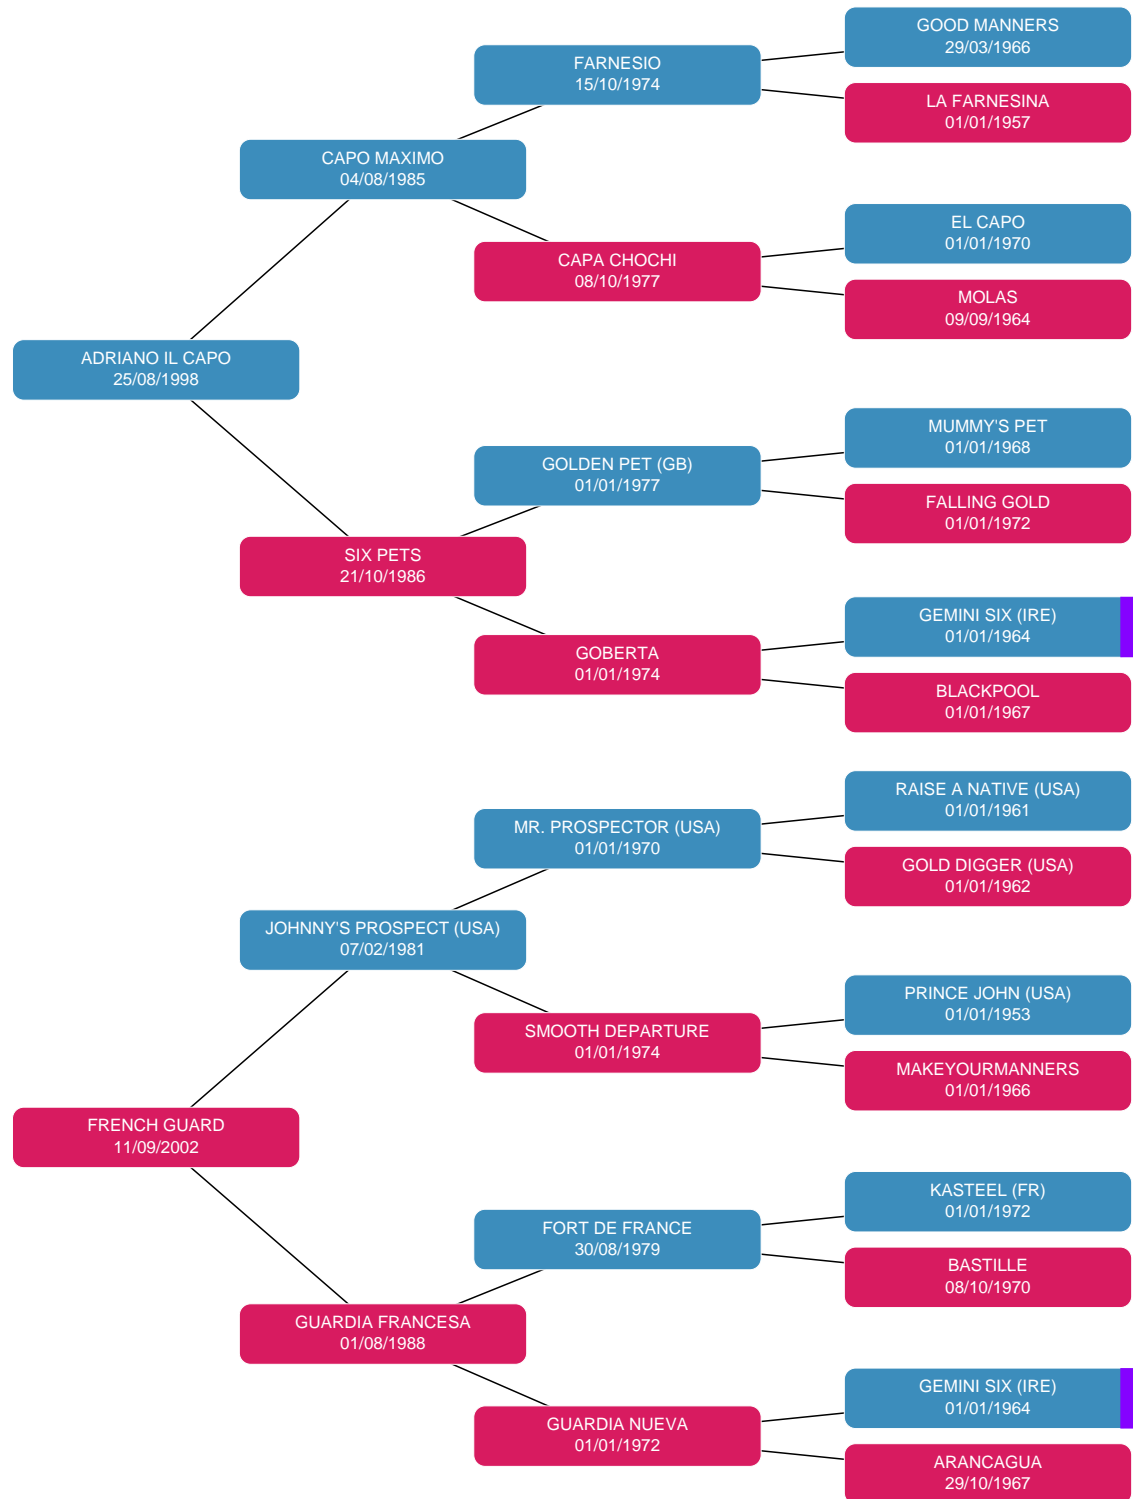 GOOD MANNERS
29/03/1966
FARNESIO
15/10/1974
LA FARNESINA
01/01/1957
CAPO MAXIMO
04/08/1985
EL CAPO
01/01/1970
CAPA CHOCHI
08/10/1977
MOLAS
09/09/1964
ADRIANO IL CAPO
25/08/1998
MUMMY'S PET
01/01/1968
GOLDEN PET (GB)
01/01/1977
FALLING GOLD
01/01/1972
SIX PETS
21/10/1986
GEMINI SIX (IRE)
01/01/1964
GOBERTA
01/01/1974
BLACKPOOL
01/01/1967
RAISE A NATIVE (USA)
01/01/1961
MR. PROSPECTOR (USA)
01/01/1970
GOLD DIGGER (USA)
01/01/1962
JOHNNY'S PROSPECT (USA)
07/02/1981
PRINCE JOHN (USA)
01/01/1953
SMOOTH DEPARTURE
01/01/1974
MAKEYOURMANNERS
01/01/1966
FRENCH GUARD
11/09/2002
KASTEEL (FR)
01/01/1972
FORT DE FRANCE
30/08/1979
BASTILLE
08/10/1970
GUARDIA FRANCESA
01/08/1988
GEMINI SIX (IRE)
01/01/1964
GUARDIA NUEVA
01/01/1972
ARANCAGUA
29/10/1967